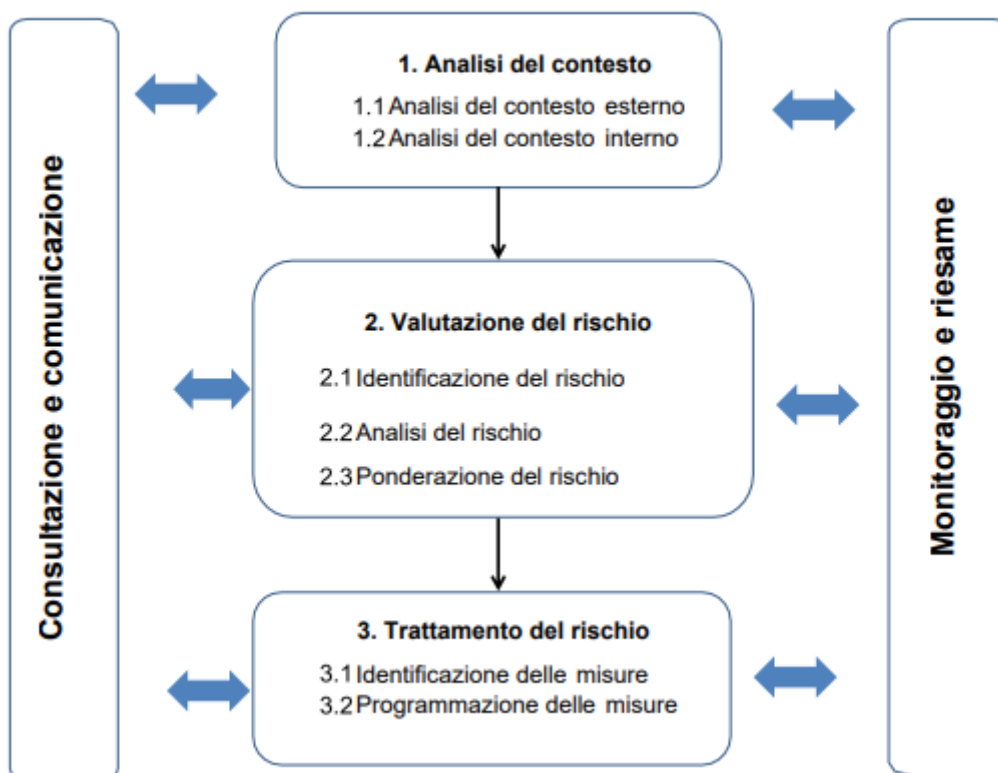 Consultazione e comunicazione
1. Analisi del contesto
1.1 Analisi del contesto esterno
1.2 Analisi del contesto interno
2. Valutazione del rischio
2.1 Identificazione del rischio
2.2 Analisi del rischio
2.3 Ponderazione del rischio
3. Trattamento del rischio
3.1 Identificazione delle misure
3.2 Programmazione delle misure
Monitoraggio e riesame